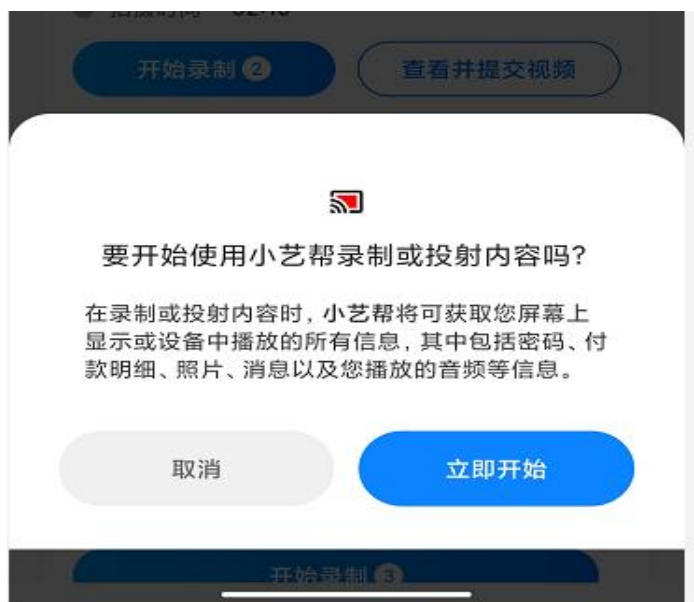 开始录制 2
查看并提交视频
要开始使用小艺帮录制或投射内容吗?
在录制或投射内容时,小艺帮将可获取您屏幕上
显示或设备中播放的所有信息,其中包括密码、付
款明细、照片、消息以及您播放的音频等信息。
取消
立即开始
开始录制 3